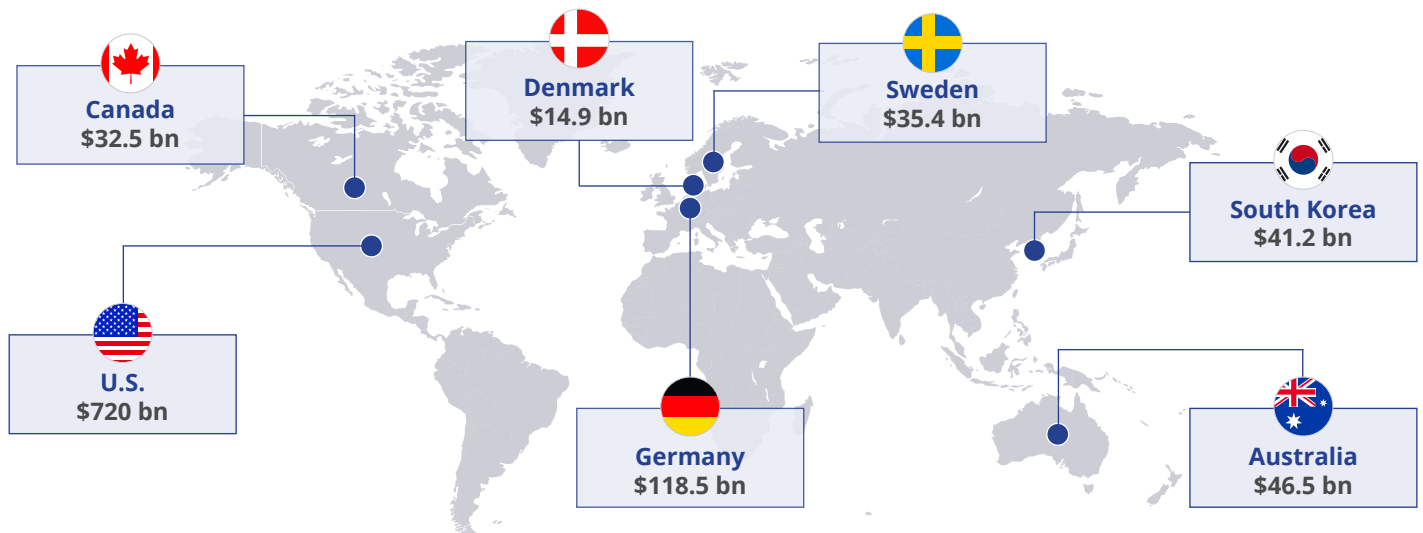 Canada
$32.5 bn
Denmark
$14.9 bn
Sweden
$35.4 bn
South Korea
$41.2 bn
U.S.
$720 bn
Germany
$118.5 bn
Australia
$46.5 bn